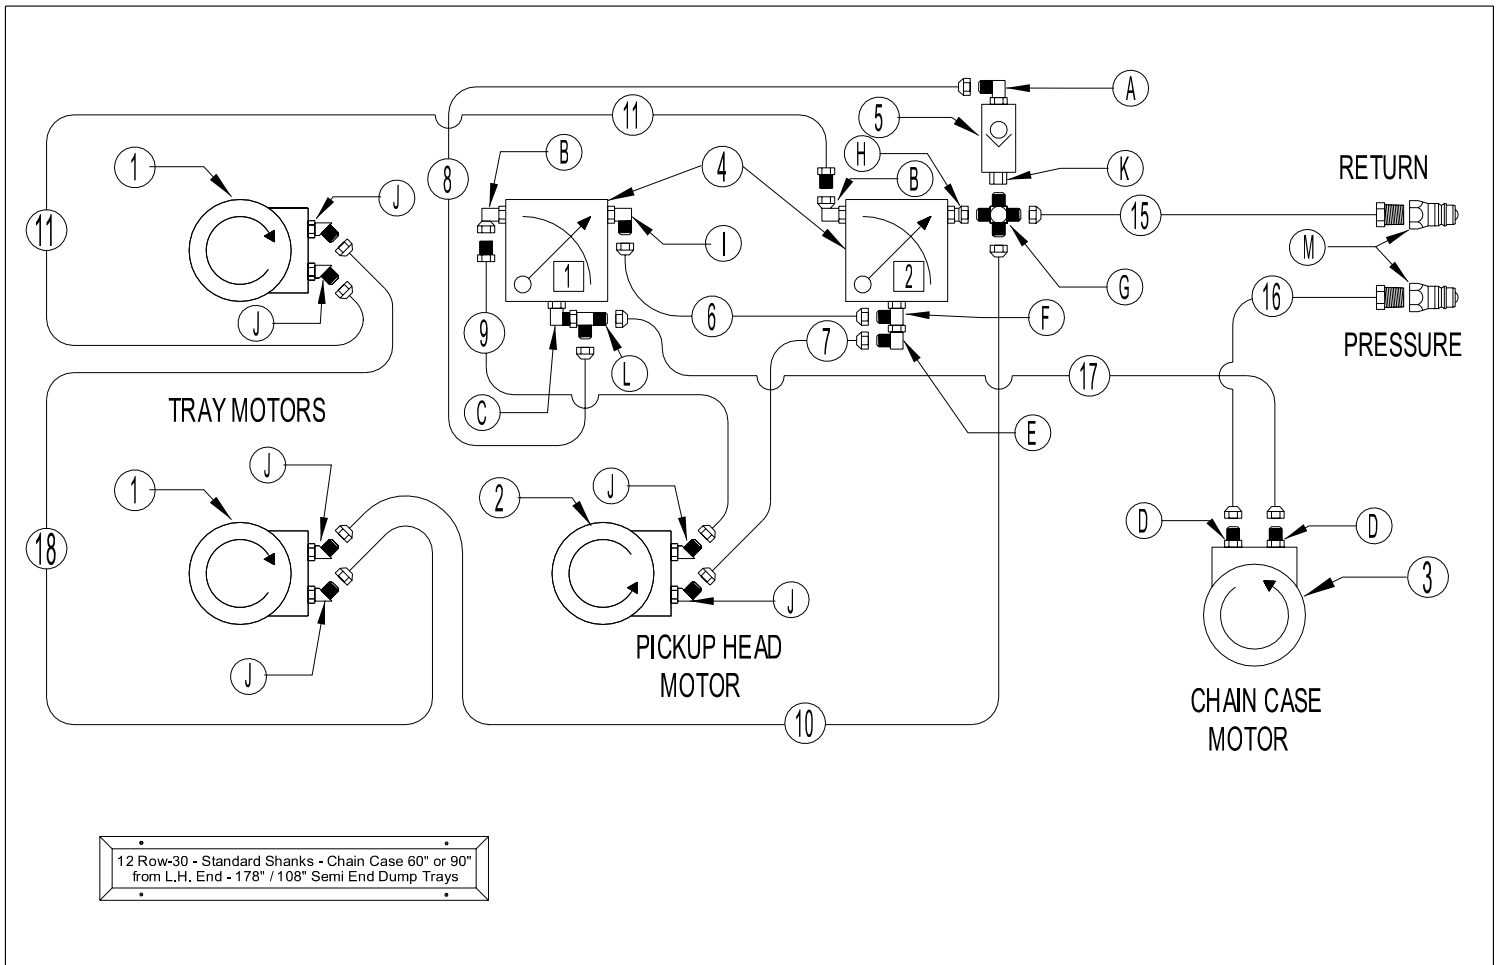 A
11
5
1
B
4
H
B
K
RETURN
8
J
11
15
I
M
1
2
G
J
16
6
F
9
7
PRESSURE
L
17
TRAY MOTORS
C
E
J
1
2
J
D
D
18
3
J
PICKUP HEAD
MOTOR
J
CHAIN CASE
MOTOR
10
12 Row-30 - Standard Shanks - Chain Case 60" or 90"
from L.H. End - 178" / 108" Semi End Dump Trays